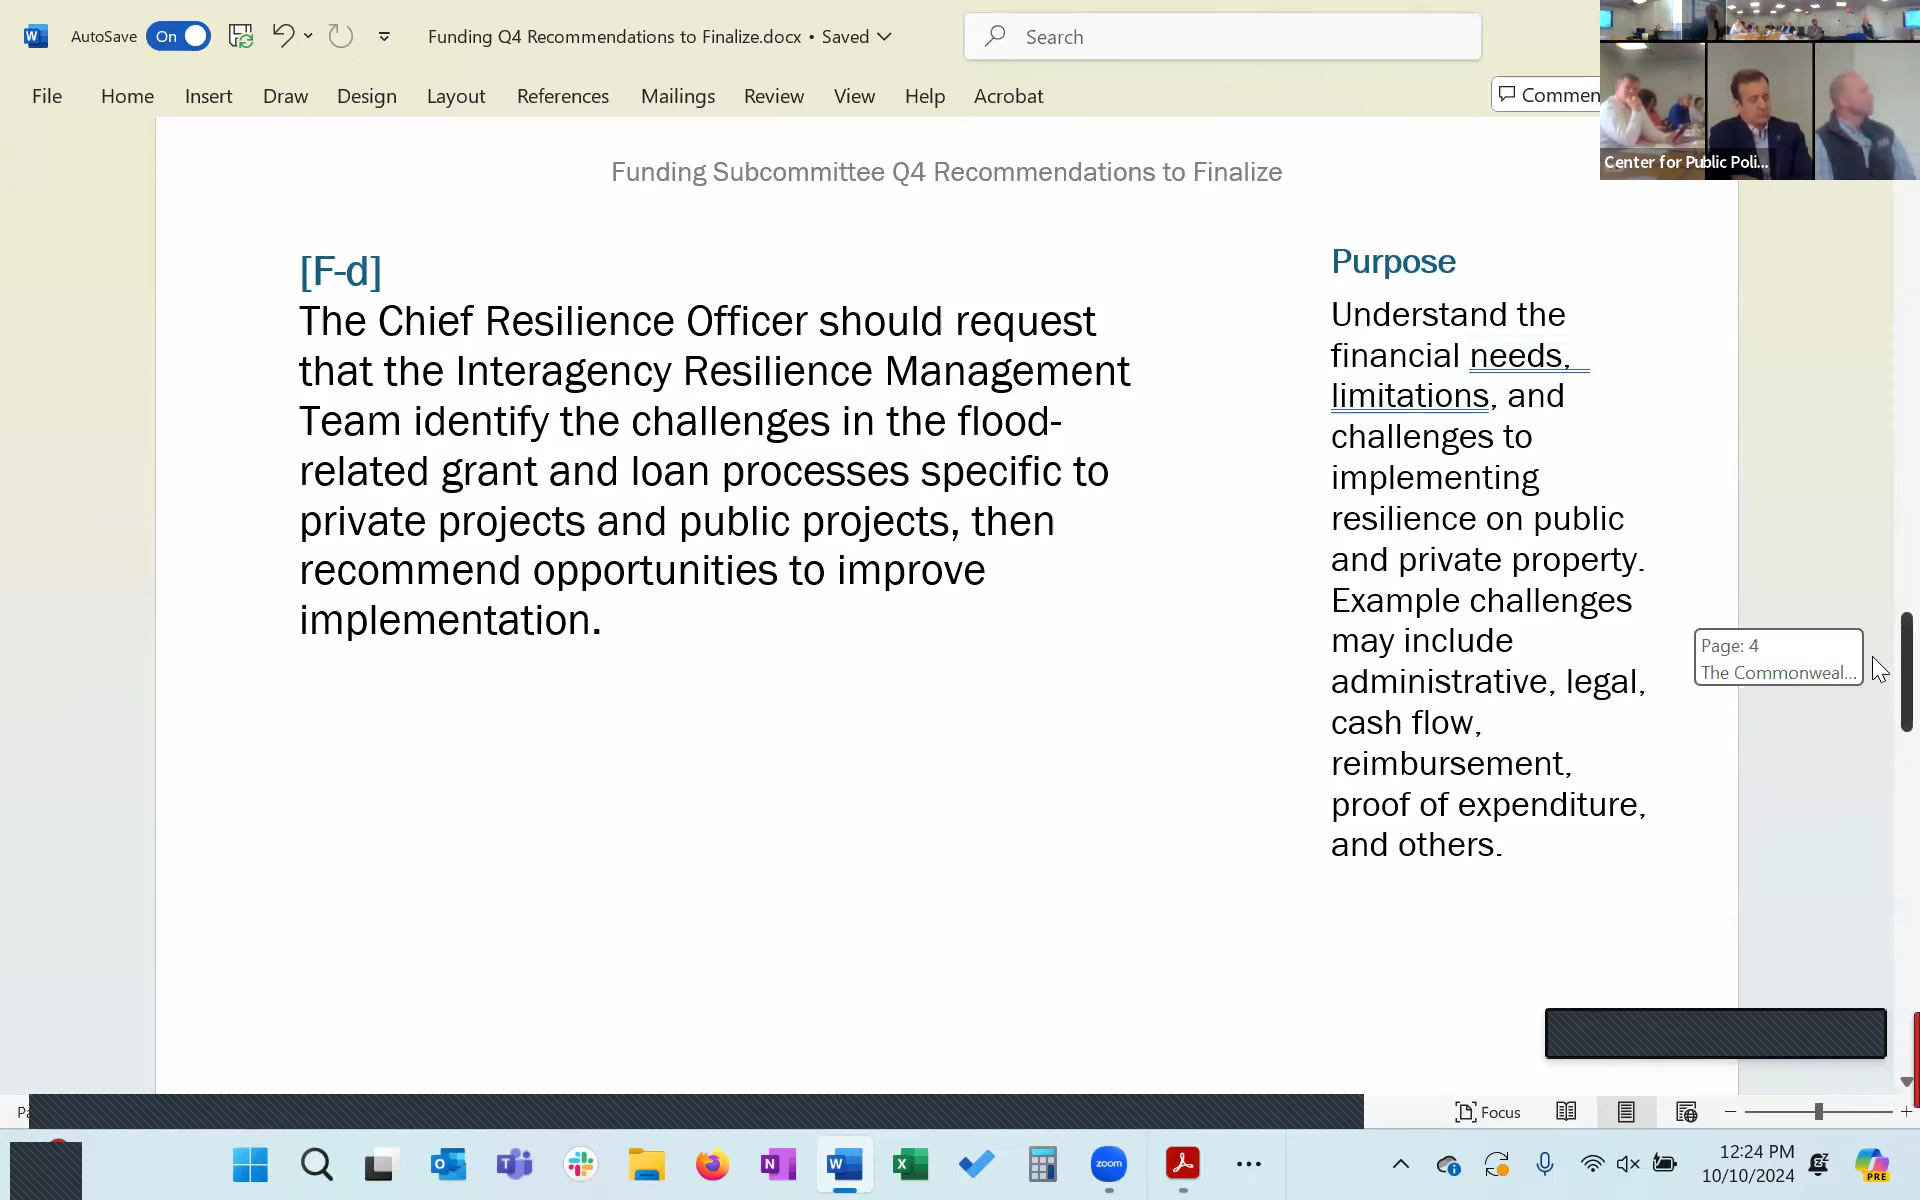 AutoSave On Funding Q4 Recommendations to Finalize.docx • Saved Search
File Home Insert Draw Design Layout References Mailings Review View Help Acrobat Commen
Center for Public Poli...
Funding Subcommittee Q4 Recommendations to Finalize
[F-d]
The Chief Resilience Officer should request
that the Interagency Resilience Management
Team identify the challenges in the flood-
related grant and loan processes specific to
private projects and public projects, then
recommend opportunities to improve
implementation.
Purpose
Understand the
financial needs,
limitations, and
challenges to
implementing
resilience on public
and private property.
Example challenges
may include
administrative, legal,
cash flow,
reimbursement,
proof of expenditure,
and others.
Page: 4
The Commonweal...
Focus
zoom
12:24 PM
10/10/2024
PRE